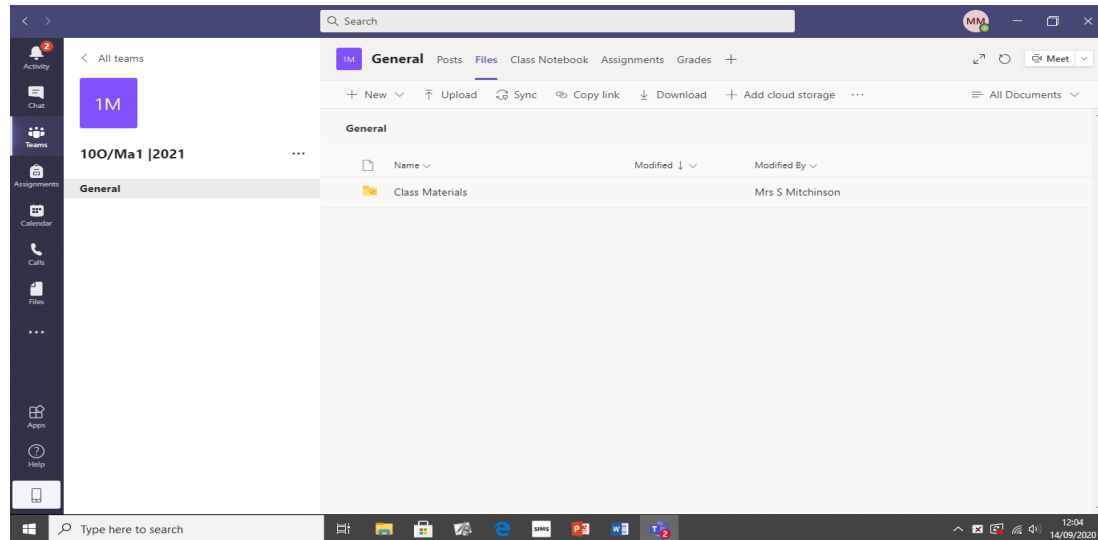 Search
MM
2
Activity
Chat
Teams
Assignments
Calendar
Calls
Files
Apps
Help
All teams
1M
10O/Ma1 |2021
General
1M General Posts Files Class Notebook Assignments Grades
Meet
New Upload Sync Copy link Download Add cloud storage
All Documents
General
Name Modified Modified By
Class Materials Mrs S Mitchinson
Type here to search
SIMS
2
12:04
14/09/2020